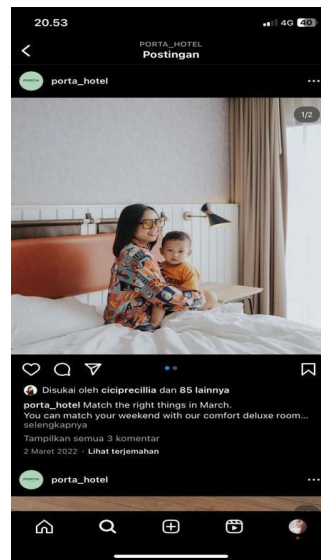 20.53
4G 40
PORTA_HOTEL
Postingan
PORTA porta_hotel
1/2
Disukai oleh ciciprecillia dan 85 lainnya
porta_hotel Match the right things in March.
You can match your weekend with our comfort deluxe room...
selengkapnya
Tampilkan semua 3 komentar
2 Maret 2022 · Lihat terjemahan
PORTA porta_hotel